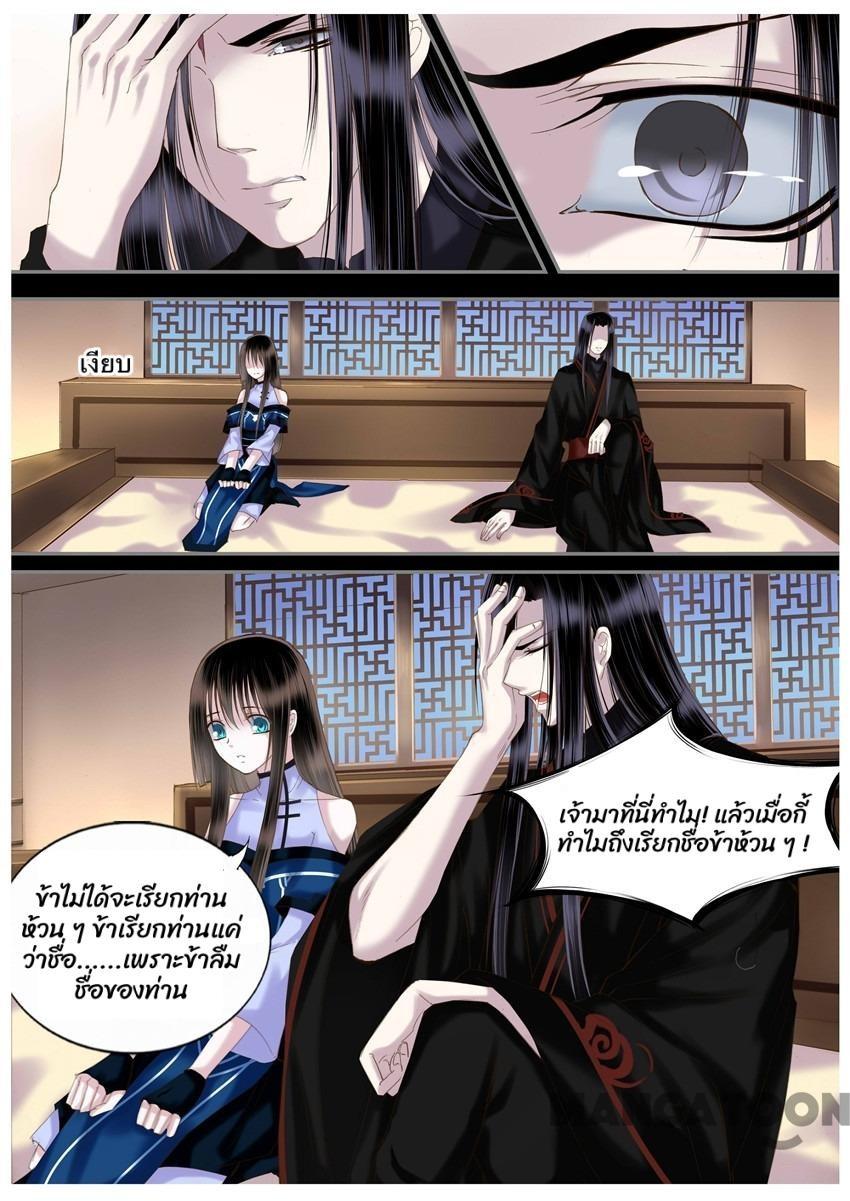 เงียบ
เจ้ามาที่นี่ทำไม! แล้วเมื่อกี้
ทำไมถึงเรียกชื่อข้าห้วน ๆ !
ข้าไม่ได้จะเรียกท่าน
ห้วน ๆ ข้าเรียกท่านแค่
ว่าชื่อ......เพราะข้าลืม
ชื่อของท่าน
MANGATOON